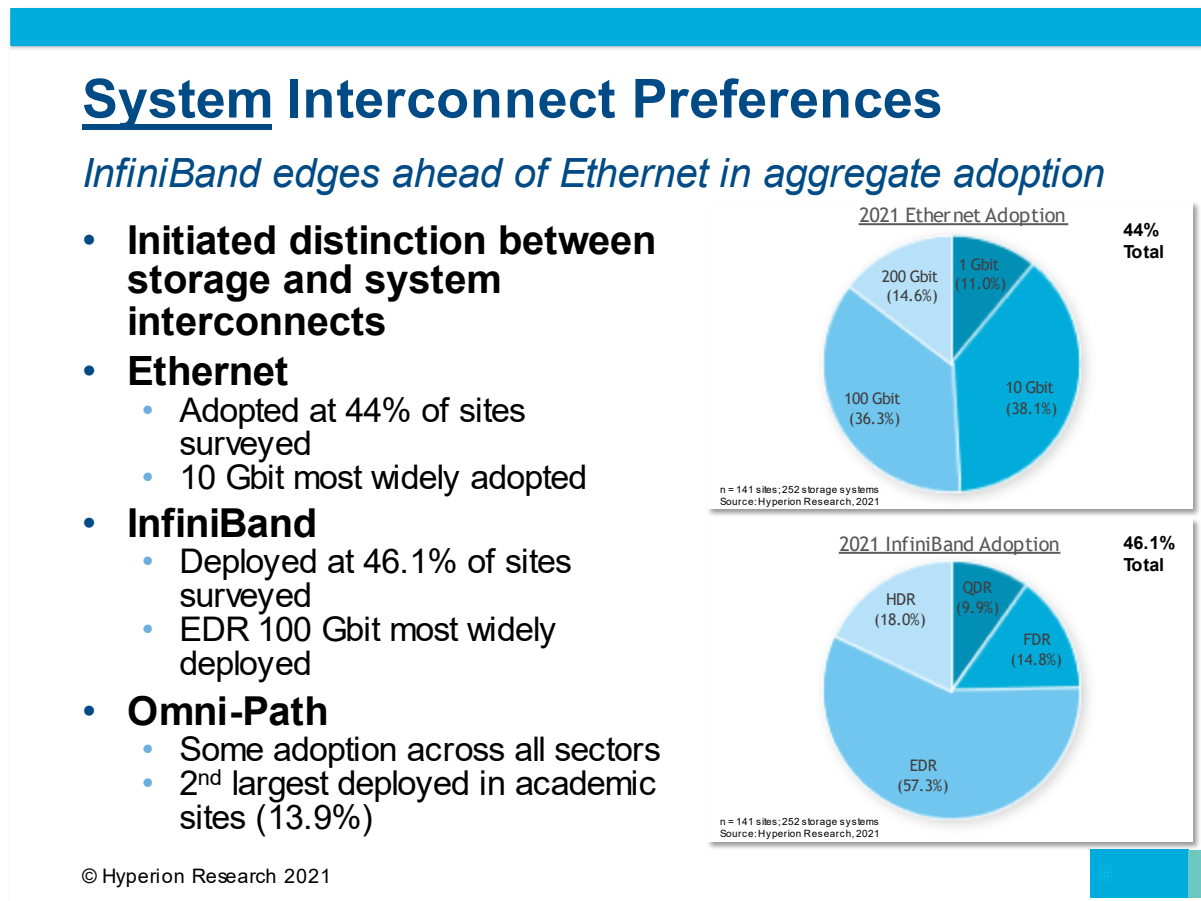 System Interconnect Preferences
InfiniBand edges ahead of Ethernet in aggregate adoption
• Initiated distinction between
storage and system
interconnects
• Ethernet
• Adopted at 44% of sites
surveyed
• 10 Gbit most widely adopted
• InfiniBand
• Deployed at 46.1% of sites
surveyed
• EDR 100 Gbit most widely
deployed
• Omni-Path
• Some adoption across all sectors
• 2nd largest deployed in academic
sites (13.9%)
2021 Ethernet Adoption
44%
Total
1 Gbit
(11.0%)
10 Gbit
(38.1%)
100 Gbit
(36.3%)
200 Gbit
(14.6%)
n = 141 sites; 252 storage systems
Source: Hyperion Research, 2021
2021 InfiniBand Adoption
46.1%
Total
QDR
(9.9%)
FDR
(14.8%)
EDR
(57.3%)
HDR
(18.0%)
n = 141 sites; 252 storage systems
Source: Hyperion Research, 2021
© Hyperion Research 2021